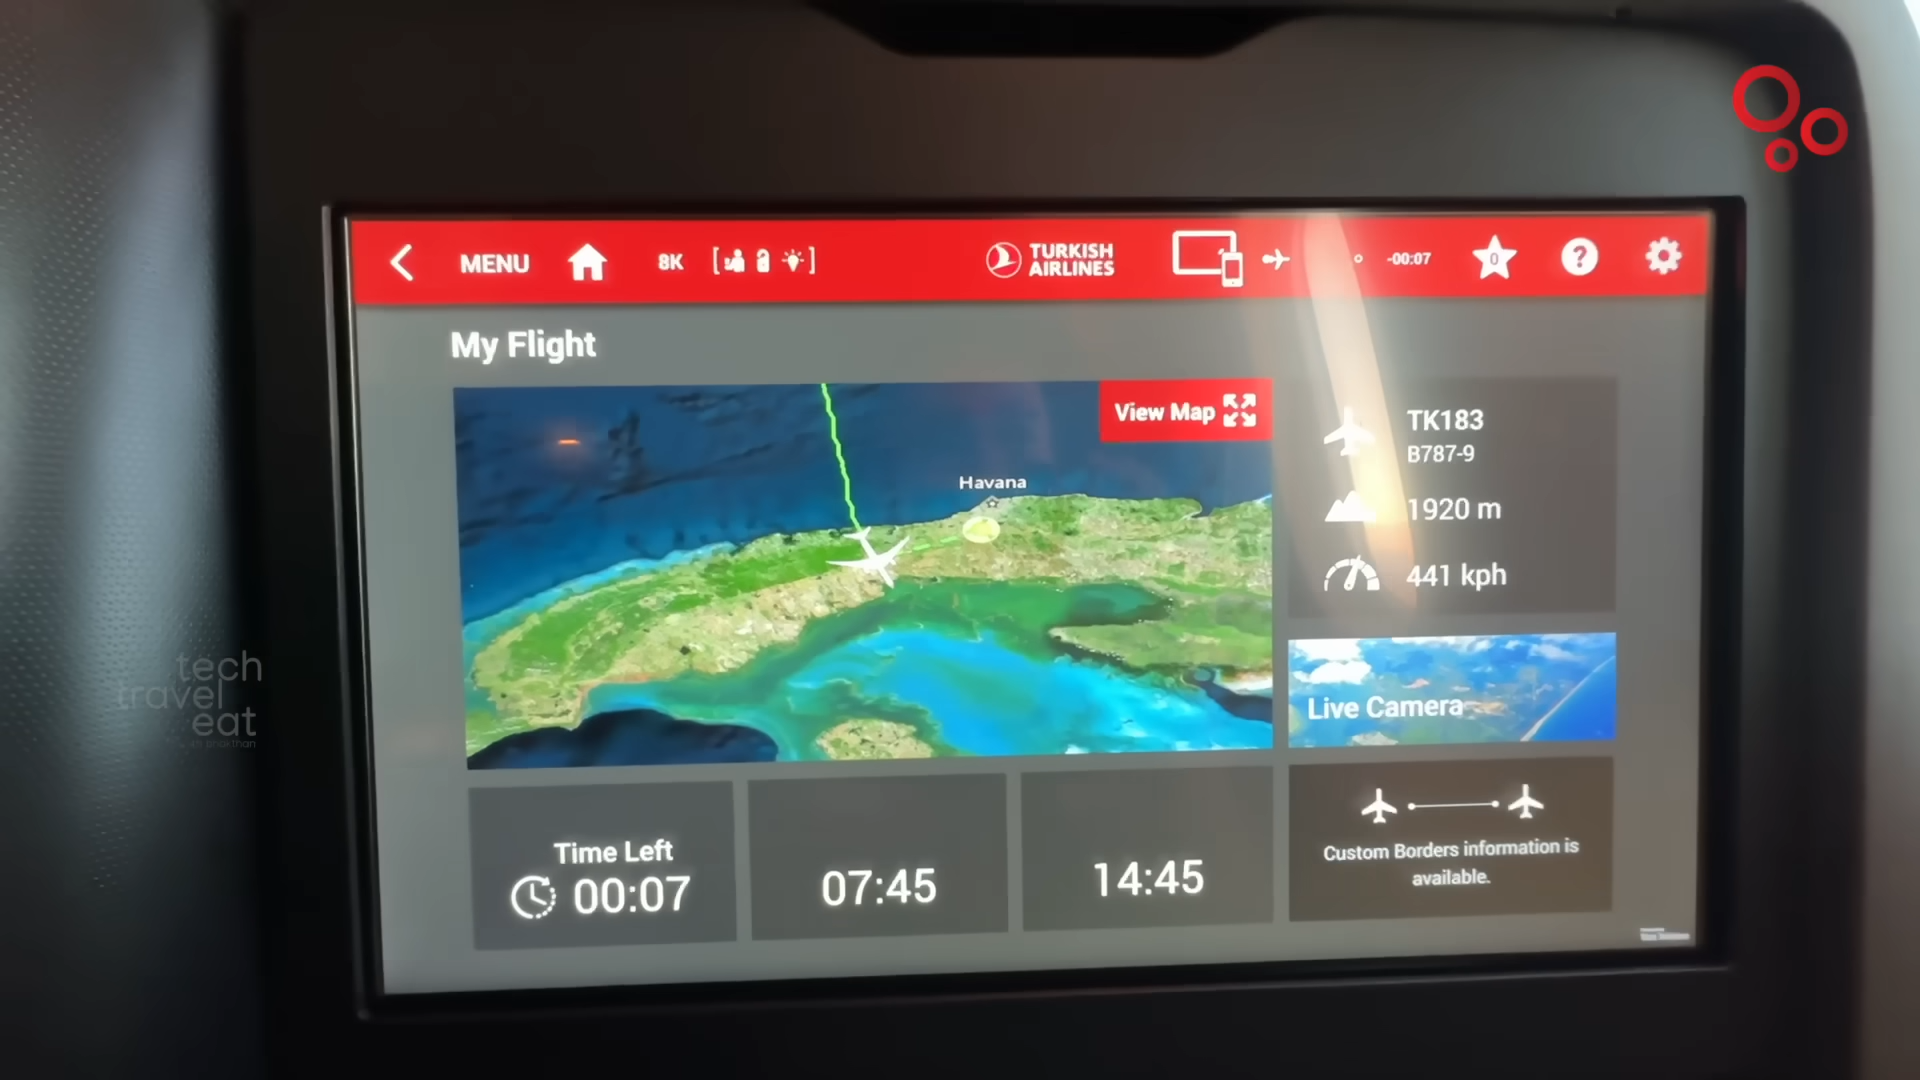 MENU
8K
TURKISH
AIRLINES
-00:07
0
?
My Flight
View Map
Havana
TK183
B787-9
1920 m
441 kph
Live Camera
Time Left
00:07
07:45
14:45
Custom Borders information is
available.
tech
travel
eat